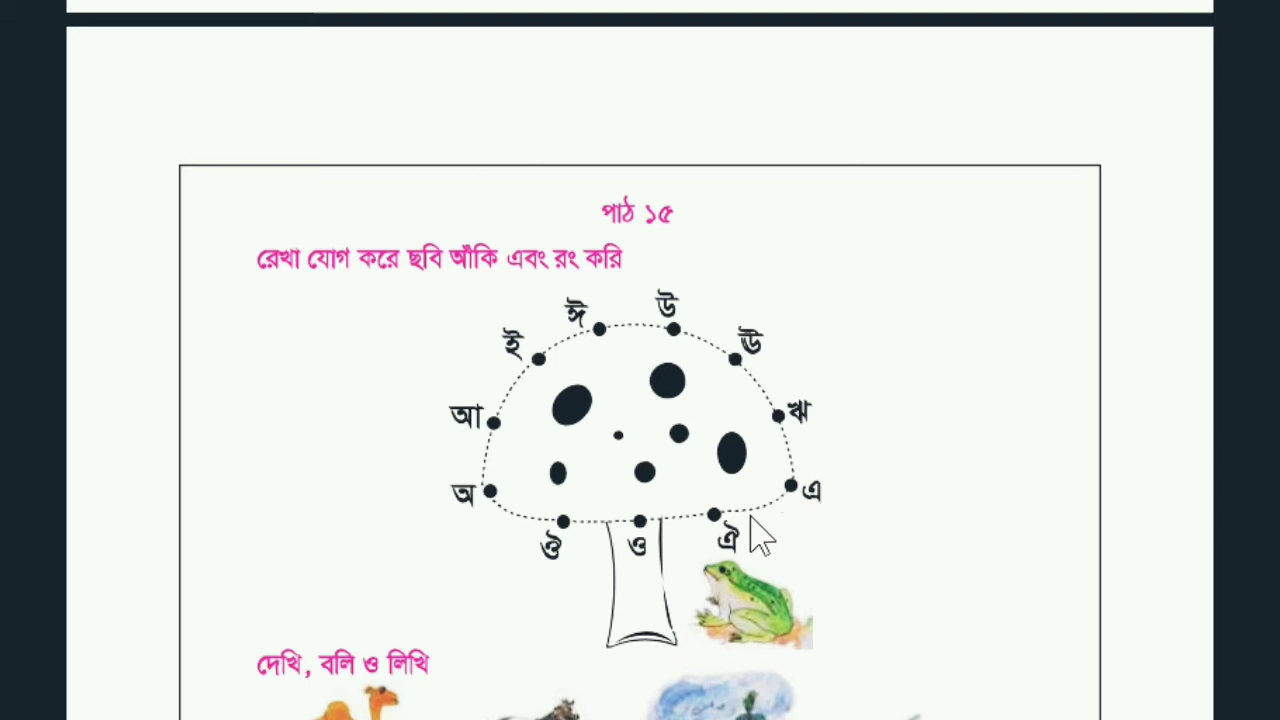 পাঠ ১৫
রেখা যোগ করে ছবি আঁকি এবং রং করি
ঈ
উ
ই
ঊ
আ
ঋ
অ
এ
ঔ
ও
ঐ
দেখি, বলি ও লিখি